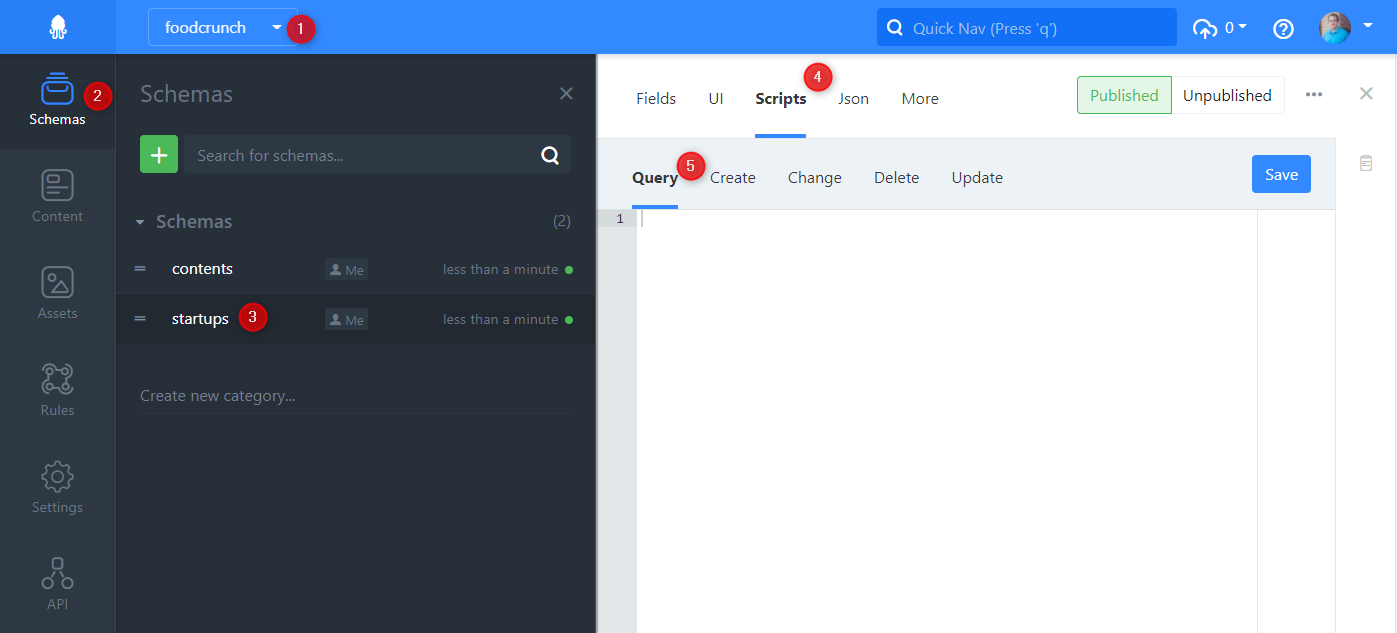 foodcrunch 1
Quick Nav (Press 'q')
0
Schemas 2
Content
Assets
Rules
Settings
API
Schemas
Search for schemas...
Schemas (2)
contents Me less than a minute
startups 3 Me less than a minute
Create new category...
Fields UI Scripts 4 Json More
Published Unpublished
Query 5 Create Change Delete Update
Save
1